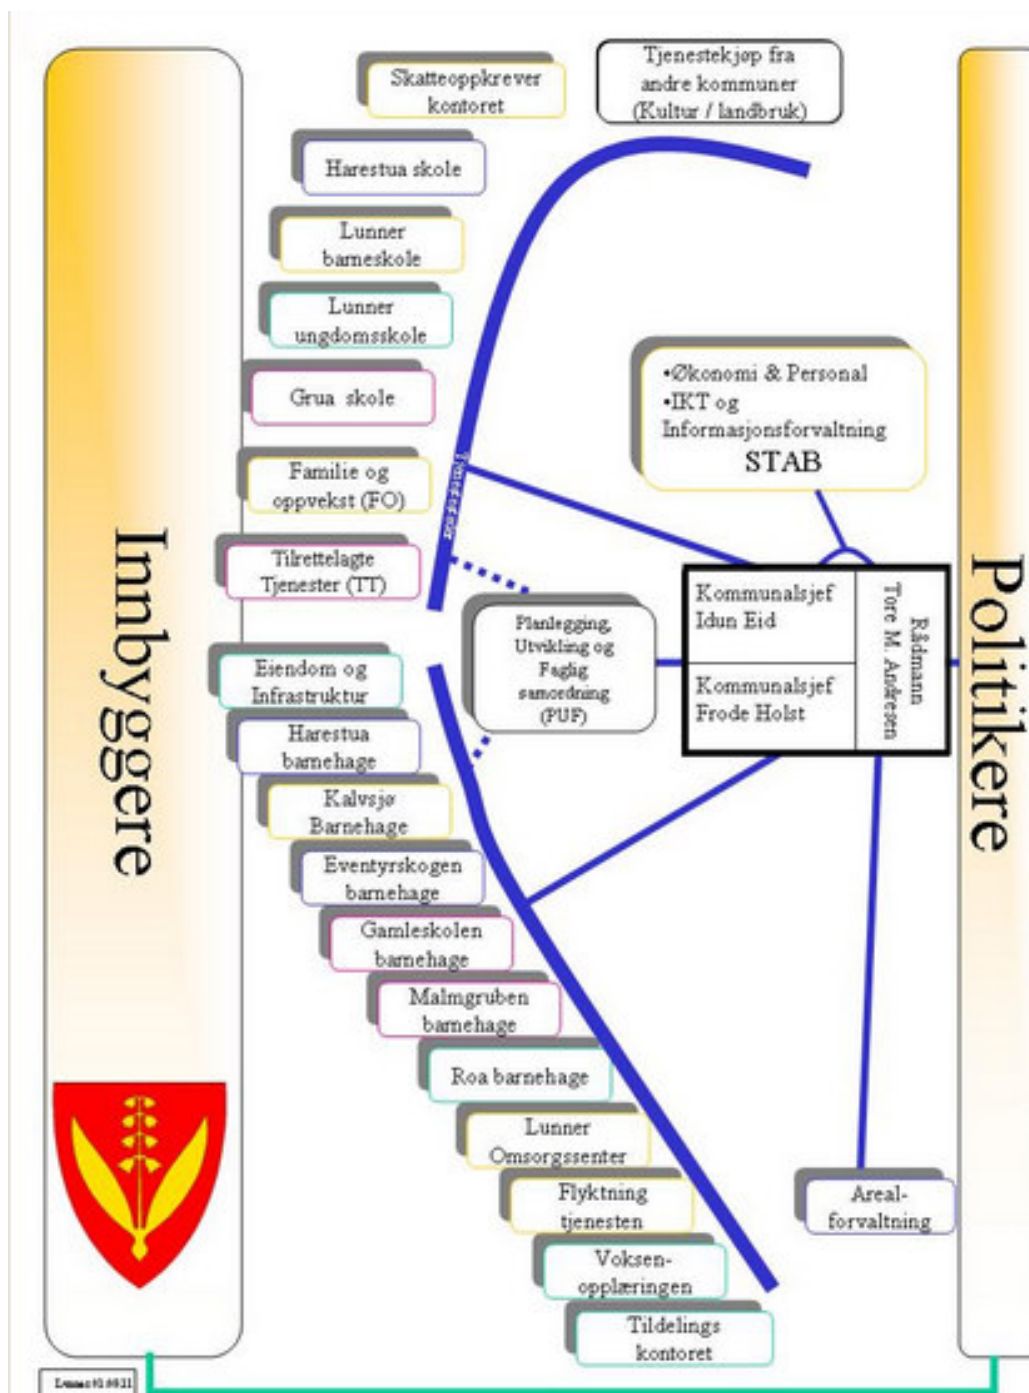 Skatteoppkrever
kontoret
Tjenestekjøp fra
andre kommuner
(Kultur / landbruk)
Harestua skole
Lunner
barneskole
Lunner
ungdomsskole
Grua skole
Familie og
oppvekst (FO)
Tilrettelagte
Tjenester (TT)
Eiendom og
Infrastruktur
Harestua
barnehage
Kalvsjø
Barnehage
Eventyrskogen
barnehage
Gamleskolen
barnehage
Malmgruben
barnehage
Roa barnehage
Lunner
Omsorgssenter
Flyktning
tjenesten
Voksen-
opplæringen
Tildelings
kontoret
•Økonomi & Personal
•IKT og
Informasjonsforvaltning
STAB
Planlegging,
Utvikling og
Faglig
samordning
(PUF)
Kommunalsjef
Idun Eid
Kommunalsjef
Frode Holst
Rådmann
Tore M. Andresen
Areal-
forvaltning
Innbyggere
Politikere